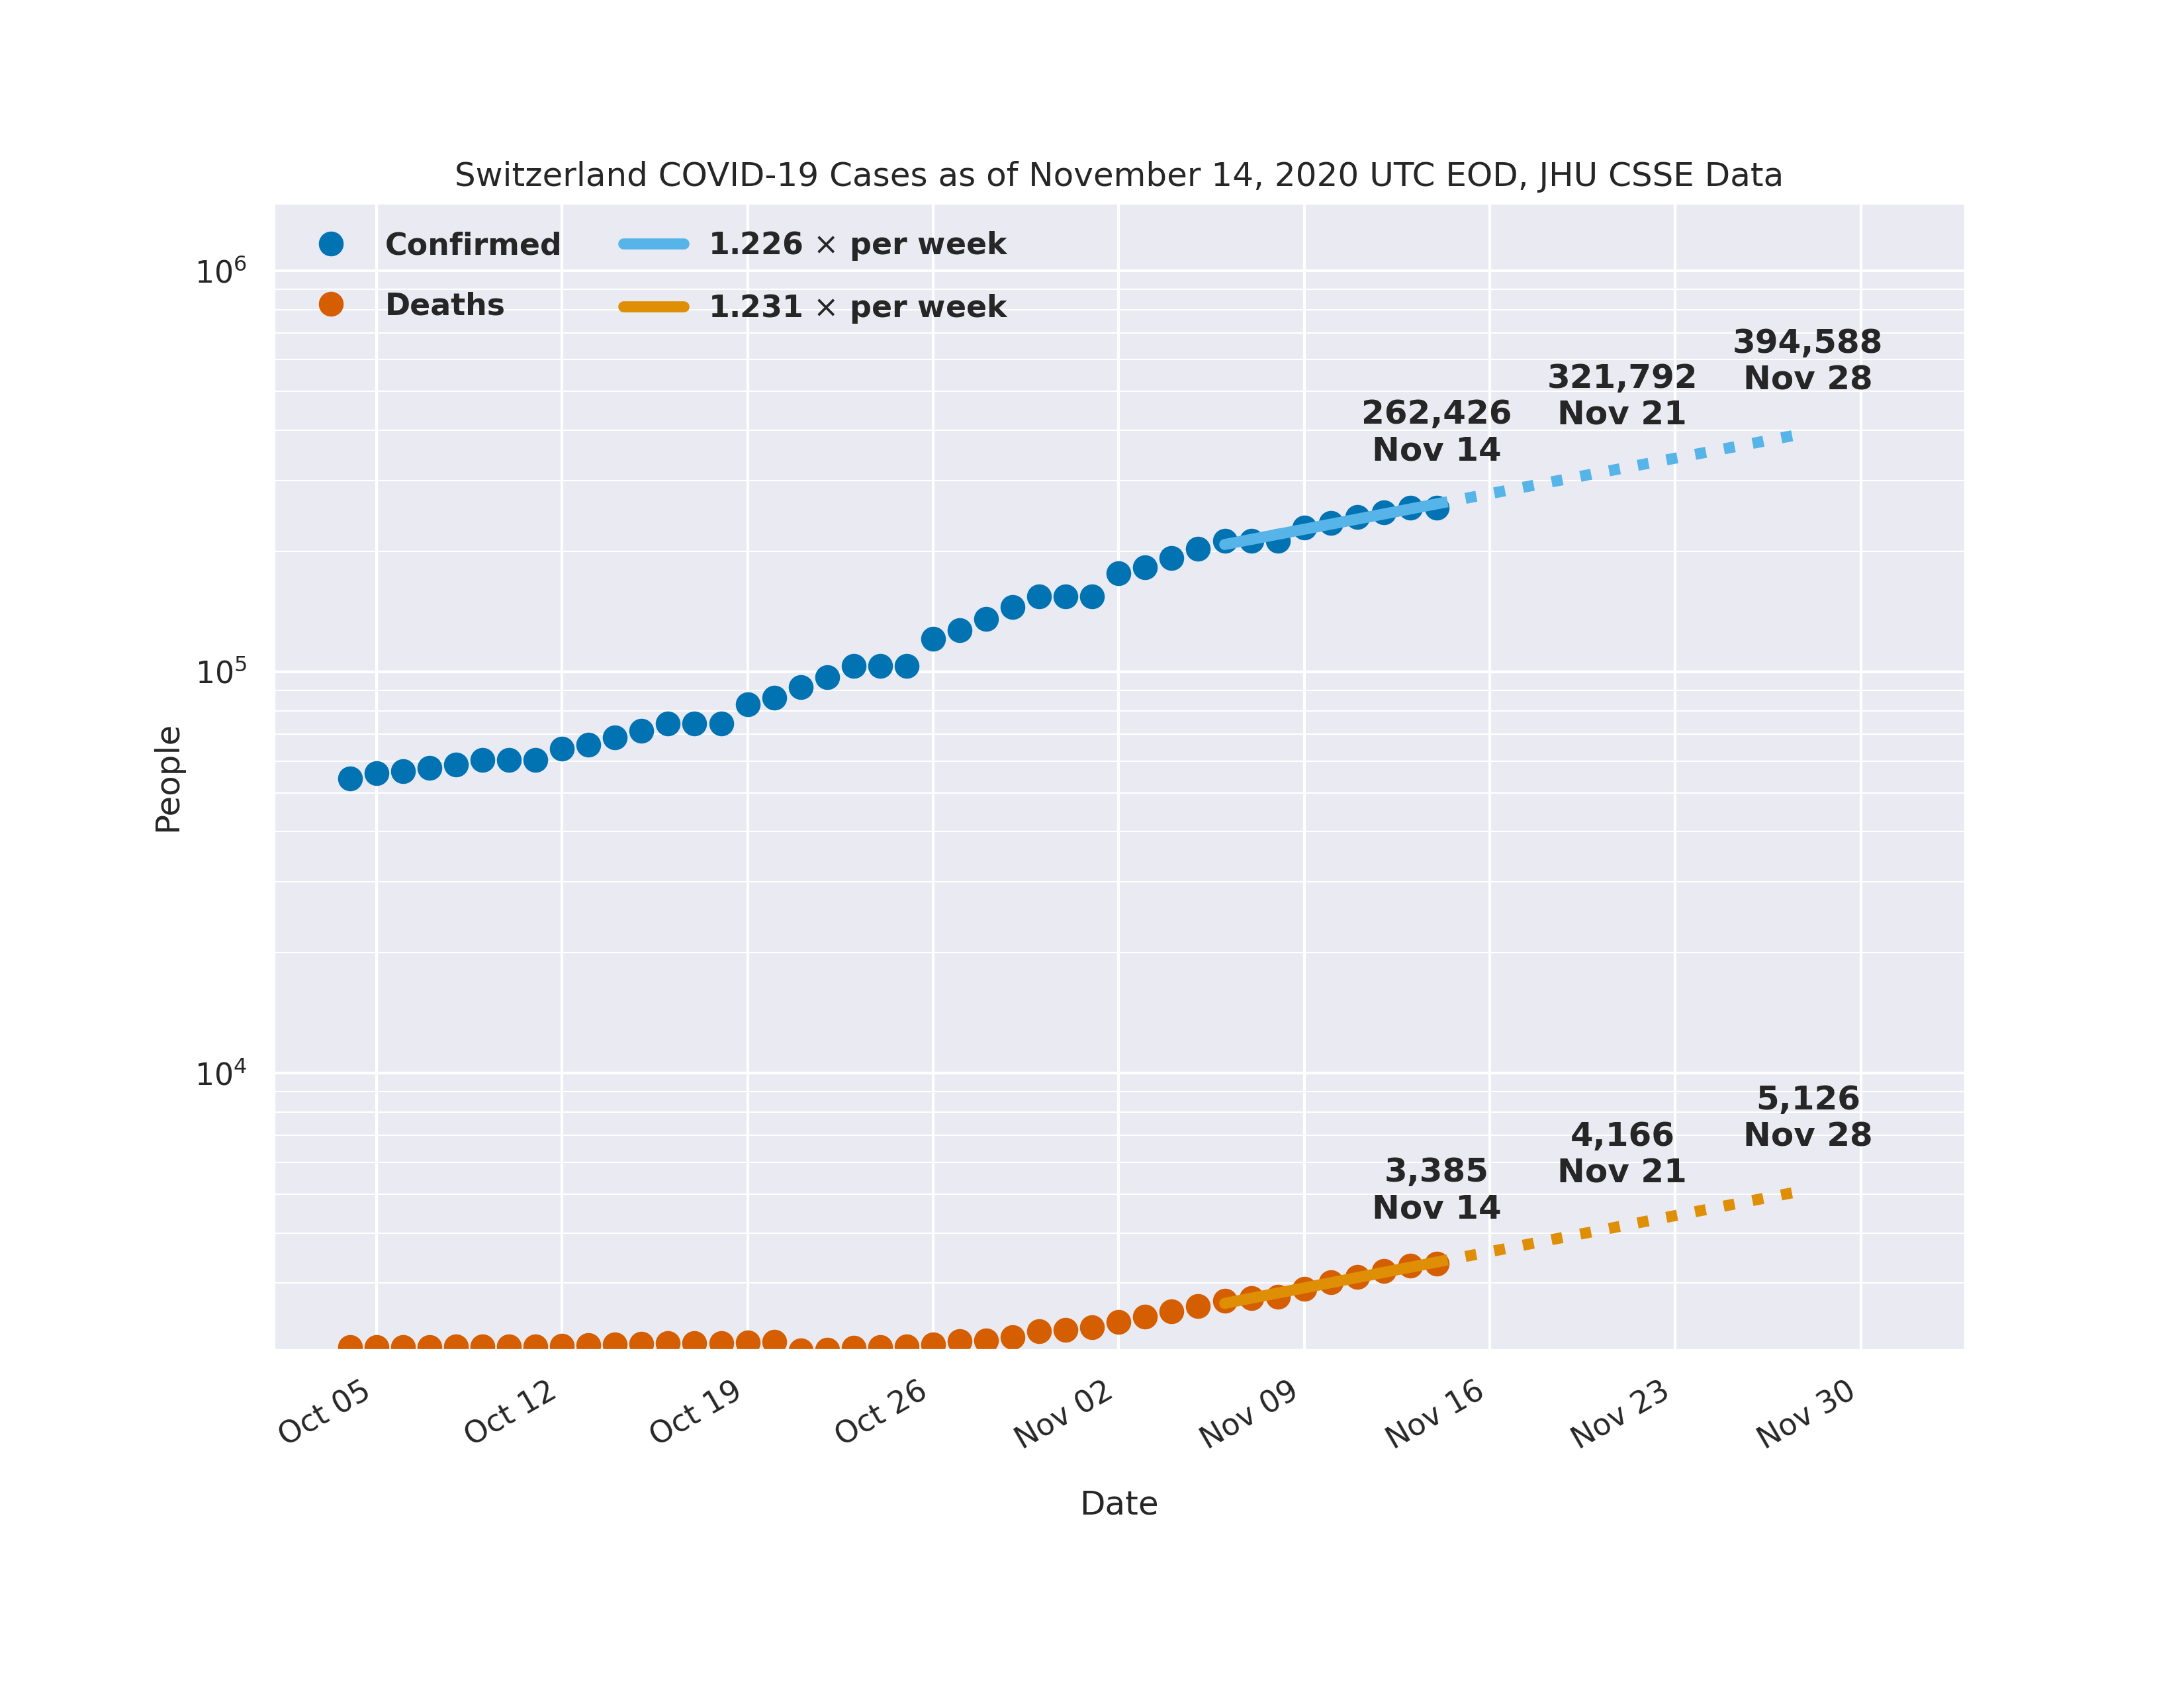 Switzerland COVID-19 Cases as of November 14, 2020 UTC EOD, JHU CSSE Data
Confirmed
Deaths
1.226 × per week
1.231 × per week
10⁶
10⁵
10⁴
People
394,588
Nov 28
321,792
Nov 21
262,426
Nov 14
5,126
Nov 28
4,166
Nov 21
3,385
Nov 14
Oct 05
Oct 12
Oct 19
Oct 26
Nov 02
Nov 09
Nov 16
Nov 23
Nov 30
Date